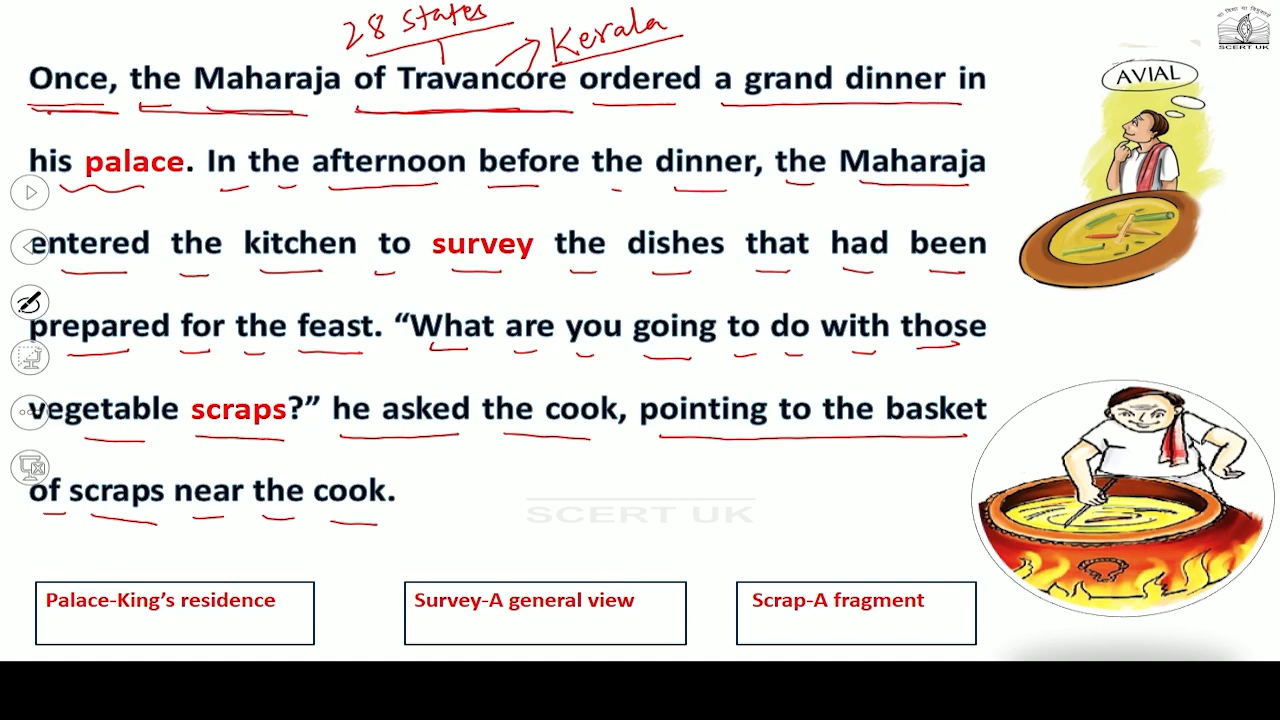 28 States
Kerala
Once, the Maharaja of Travancore ordered a grand dinner in
his palace. In the afternoon before the dinner, the Maharaja
entered the kitchen to survey the dishes that had been
prepared for the feast. “What are you going to do with those
vegetable scraps?” he asked the cook, pointing to the basket
of scraps near the cook.
AVIAL
SCERT UK
SCERT UK
Palace-King’s residence
Survey-A general view
Scrap-A fragment